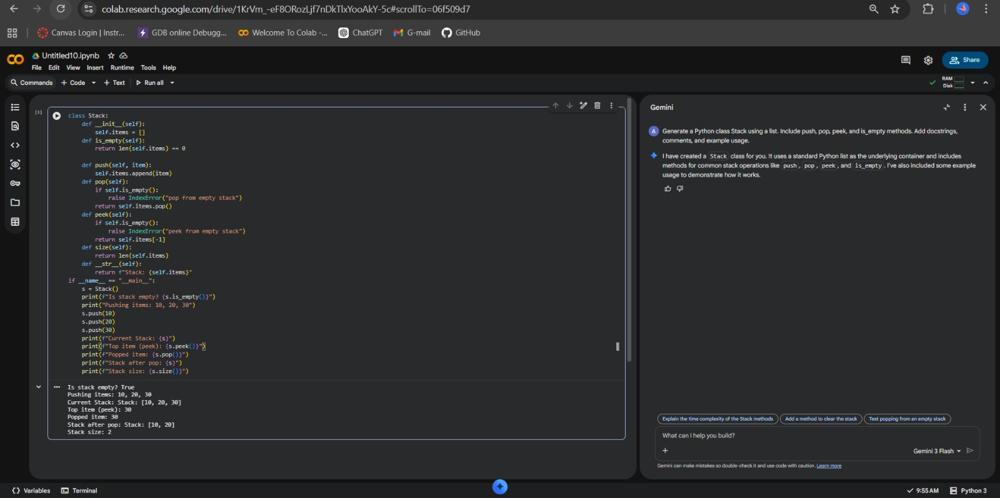 colab.research.google.com/drive/1KrVm_-eF8ORozLjf7nDkTlxYooAkY-5c#scrollTo=06f509d7
Canvas Login | Instr...
GDB online Debugg...
Welcome To Colab -...
ChatGPT
G-mail
GitHub
Untitled10.ipynb
File Edit View Insert Runtime Tools Help
Share
Commands + Code + Text Run all
RAM
Disk
[1]
class Stack:
    def __init__(self):
        self.items = []
    def is_empty(self):
        return len(self.items) == 0

    def push(self, item):
        self.items.append(item)
    def pop(self):
        if self.is_empty():
            raise IndexError("pop from empty stack")
        return self.items.pop()
    def peek(self):
        if self.is_empty():
            raise IndexError("peek from empty stack")
        return self.items[-1]
    def size(self):
        return len(self.items)
    def __str__(self):
        return f"Stack: {self.items}"
if __name__ == "__main__":
    s = Stack()
    print(f"Is stack empty? {s.is_empty()}")
    print("Pushing items: 10, 20, 30")
    s.push(10)
    s.push(20)
    s.push(30)
    print(f"Current Stack: {s}")
    print(f"Top item (peek): {s.peek()}")
    print(f"Popped item: {s.pop()}")
    print(f"Stack after pop: {s}")
    print(f"Stack size: {s.size()}")
Is stack empty? True
Pushing items: 10, 20, 30
Current Stack: Stack: [10, 20, 30]
Top item (peek): 30
Popped item: 30
Stack after pop: Stack: [10, 20]
Stack size: 2
Gemini
A
Generate a Python class Stack using a list. Include push, pop, peek, and is_empty methods. Add docstrings,
comments, and example usage.
I have created a Stack class for you. It uses a standard Python list as the underlying container and includes
methods for common stack operations like push, pop, peek, and is_empty. I've also included some example
usage to demonstrate how it works.
Explain the time complexity of the Stack methods
Add a method to clear the stack
Test popping from an empty stack
What can I help you build?
+
Gemini 3 Flash
Gemini can make mistakes so double-check it and use code with caution. Learn more
Variables
Terminal
9:55 AM
Python 3